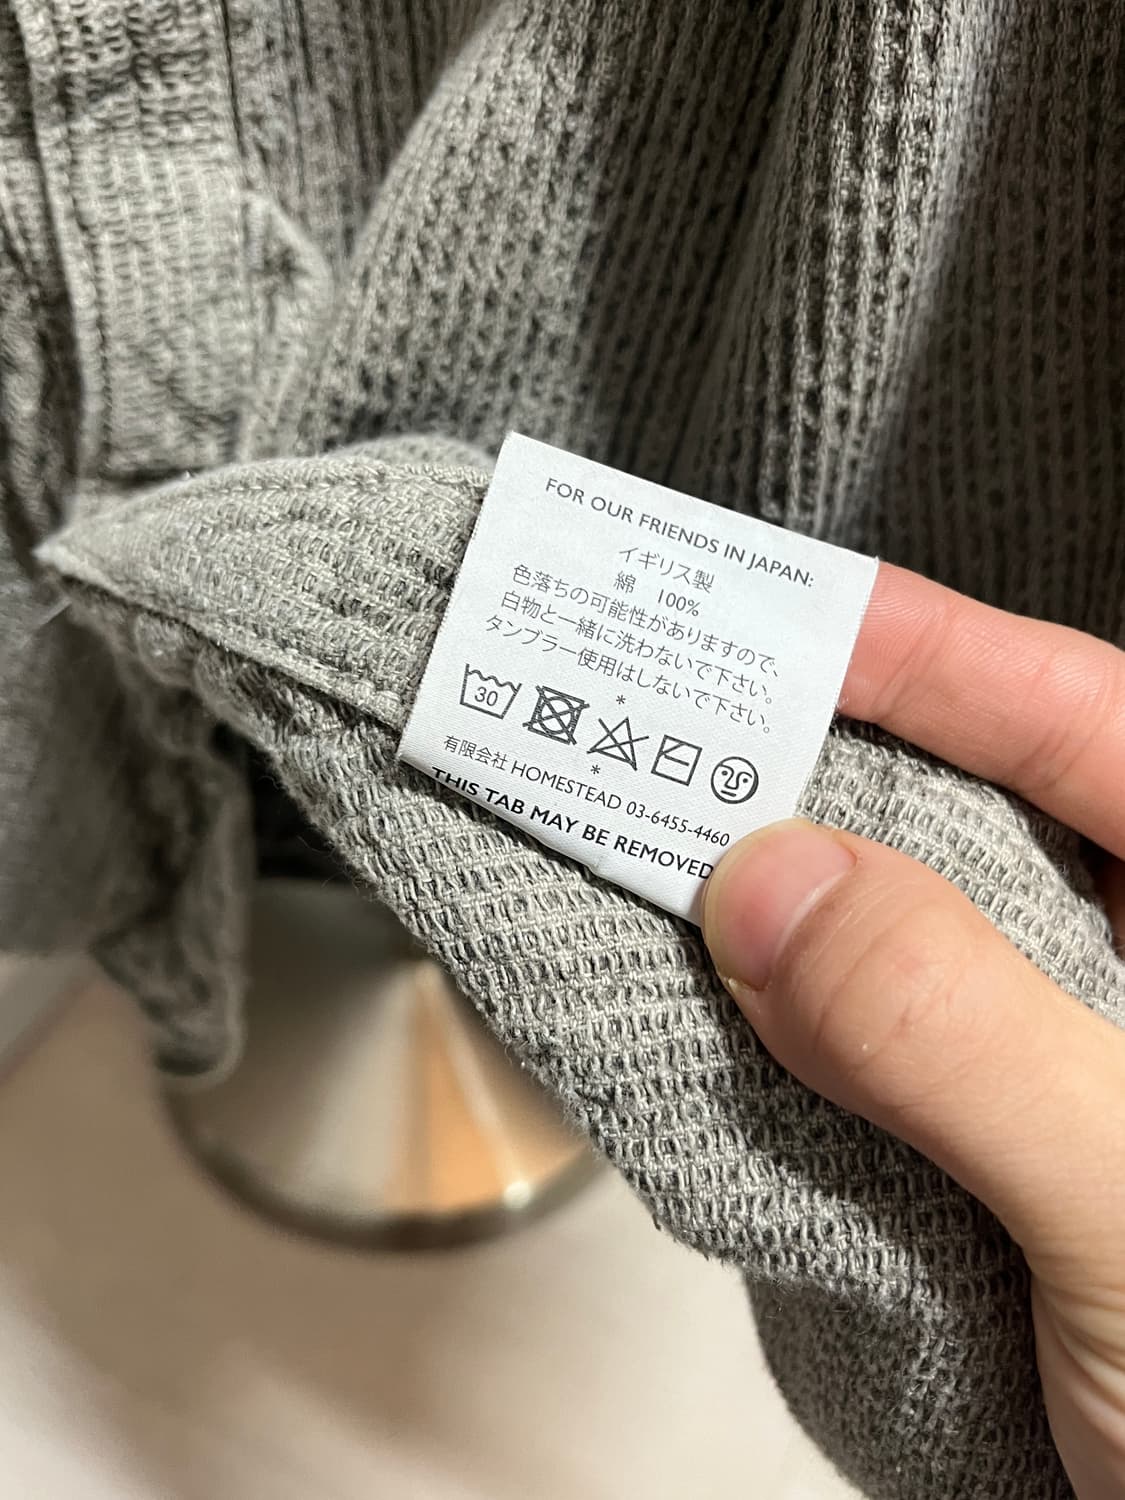 FOR OUR FRIENDS IN JAPAN:
イギリス製
綿 100%
色落ちの可能性がありますので、
白物と一緒に洗わないで下さい。
タンブラー使用はしないで下さい。
30
有限会社 HOMESTEAD 03-6455-4460
THIS TAB MAY BE REMOVED